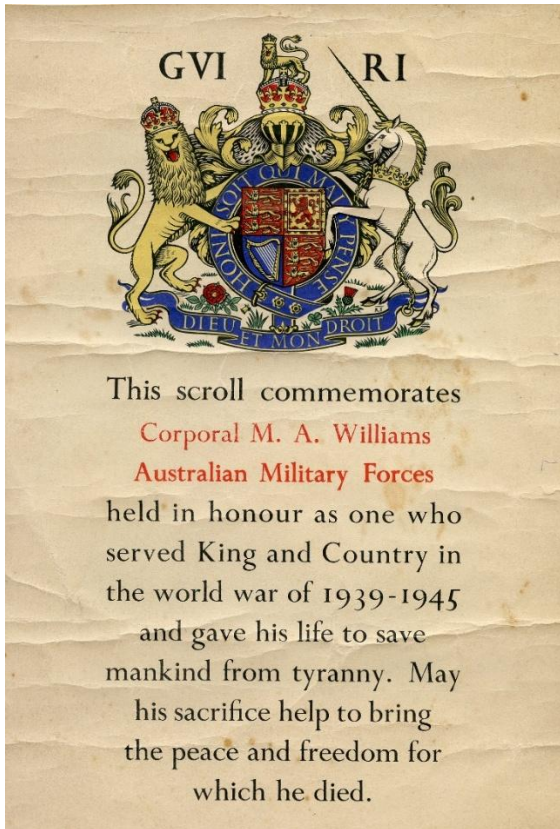 GVI RI
HONI SOIT QUI MAL Y PENSE
DIEU ET MON DROIT
This scroll commemorates
Corporal M. A. Williams
Australian Military Forces
held in honour as one who
served King and Country in
the world war of 1939-1945
and gave his life to save
mankind from tyranny. May
his sacrifice help to bring
the peace and freedom for
which he died.